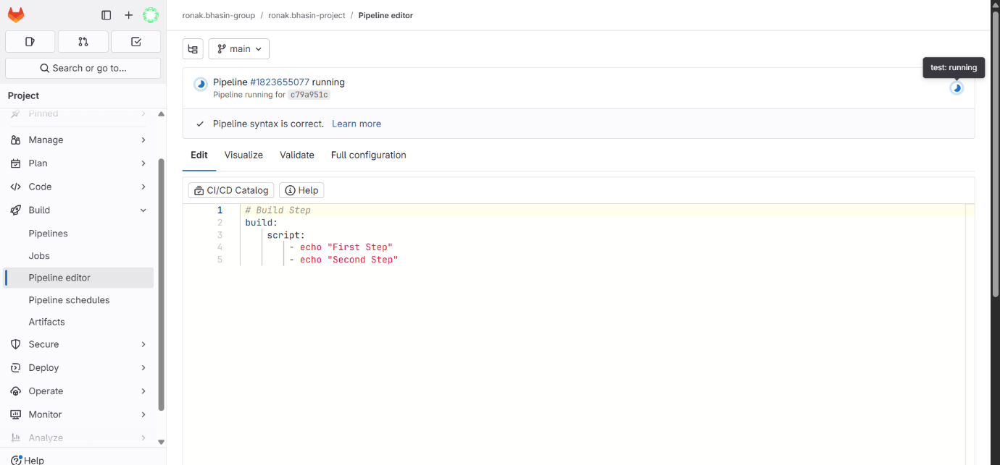 ronak.bhasin-group / ronak.bhasin-project / Pipeline editor
Search or go to...
Project
Pinned
Manage
Plan
Code
Build
Pipelines
Jobs
Pipeline editor
Pipeline schedules
Artifacts
Secure
Deploy
Operate
Monitor
Analyze
Help
main
Pipeline #1823655077 running
Pipeline running for c79a951c
test: running
Pipeline syntax is correct. Learn more
Edit Visualize Validate Full configuration
CI/CD Catalog Help
1 # Build Step
2 build:
3 script:
4 - echo "First Step"
5 - echo "Second Step"